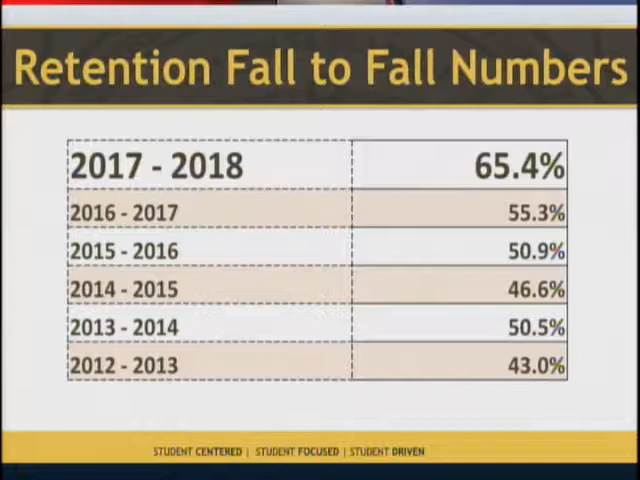 Retention Fall to Fall Numbers
2017 - 2018 65.4%
2016 - 2017 55.3%
2015 - 2016 50.9%
2014 - 2015 46.6%
2013 - 2014 50.5%
2012 - 2013 43.0%
STUDENT CENTERED | STUDENT FOCUSED | STUDENT DRIVEN